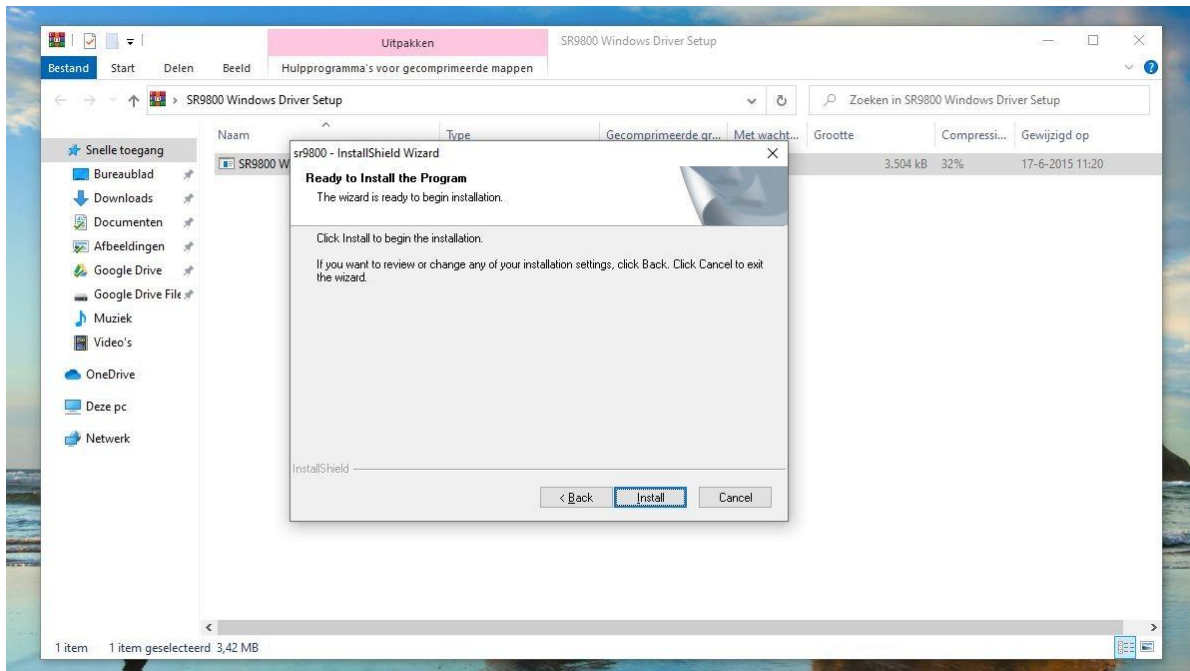 Uitpakken
SR9800 Windows Driver Setup
Bestand Start Delen Beeld Hulpprogramma's voor gecomprimeerde mappen
SR9800 Windows Driver Setup
Zoeken in SR9800 Windows Driver Setup
Naam Type Gecomprimeerde gr... Met wacht... Grootte Compressi... Gewijzigd op
Snelle toegang
Bureaublad
Downloads
Documenten
Afbeeldingen
Google Drive
Google Drive File
Muziek
Video's
OneDrive
Deze pc
Netwerk
SR9800 W
3.504 kB 32% 17-6-2015 11:20
sr9800 - InstallShield Wizard
Ready to Install the Program
The wizard is ready to begin installation.
Click Install to begin the installation.
If you want to review or change any of your installation settings, click Back. Click Cancel to exit
the wizard.
InstallShield
< Back Install Cancel
1 item 1 item geselecteerd 3,42 MB